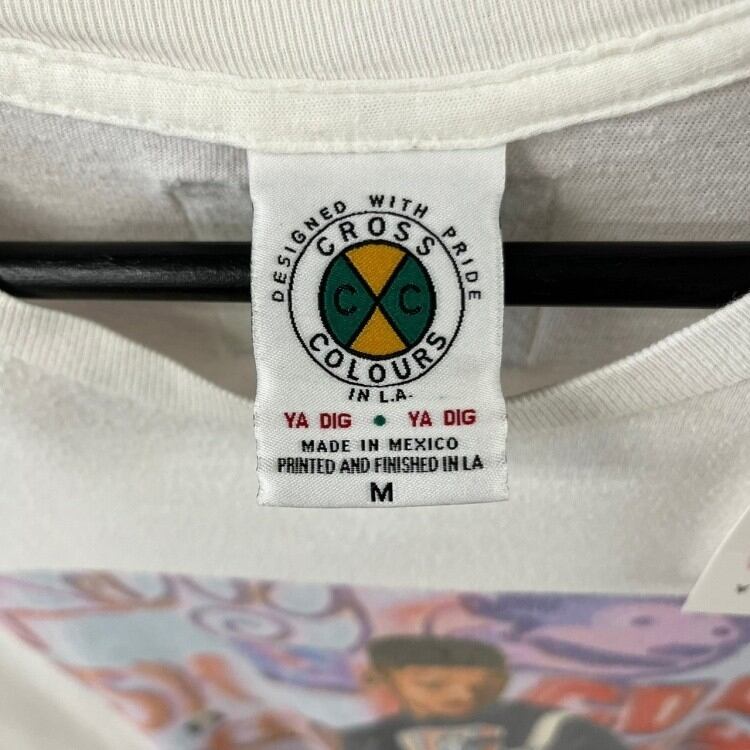 DESIGNED WITH PRIDE
CROSS
C C
COLOURS
IN L.A.
YA DIG • YA DIG
MADE IN MEXICO
PRINTED AND FINISHED IN LA
M